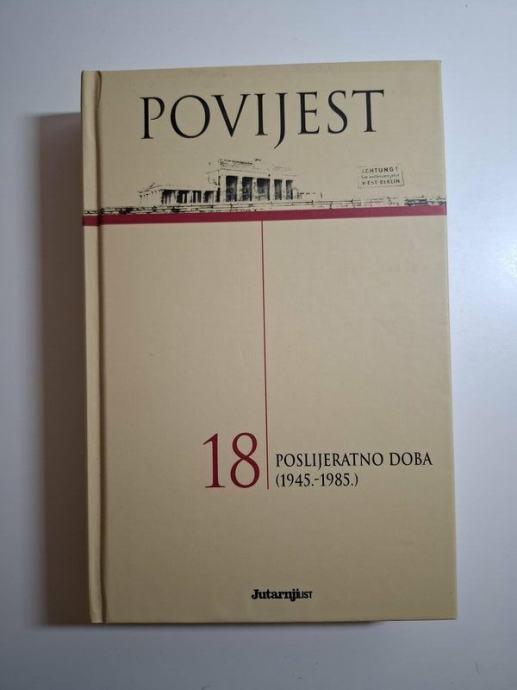 POVIJEST
ACHTUNG!
WEST-BERLIN
18
POSLIJERATNO DOBA
(1945.-1985.)
Jutarnji LIST